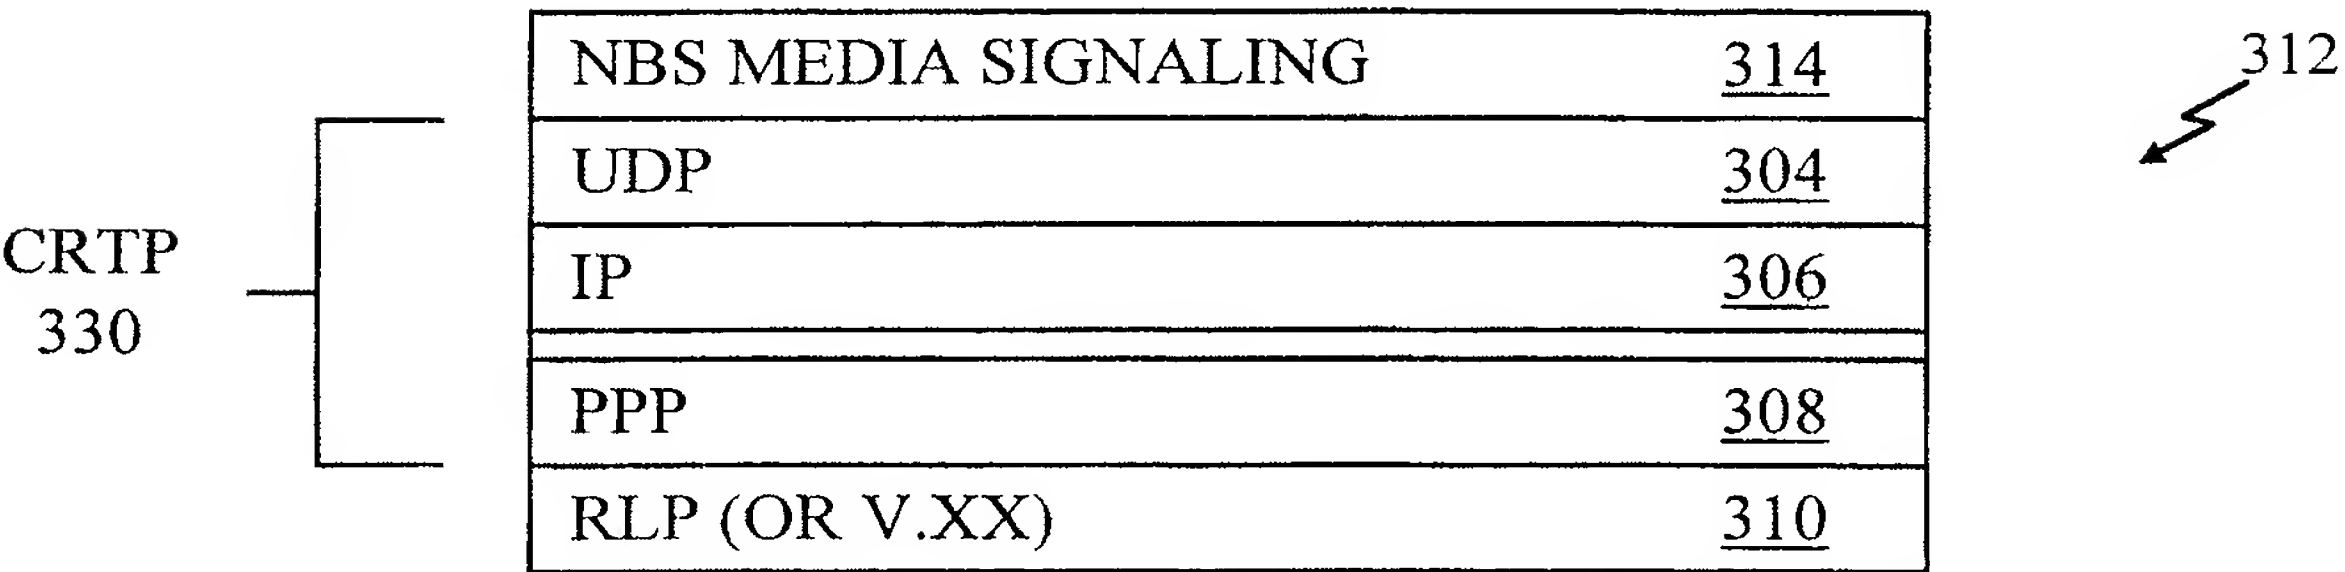 NBS MEDIA SIGNALING 314
312
UDP 304
CRTP
330
IP 306
PPP 308
RLP (OR V.XX) 310